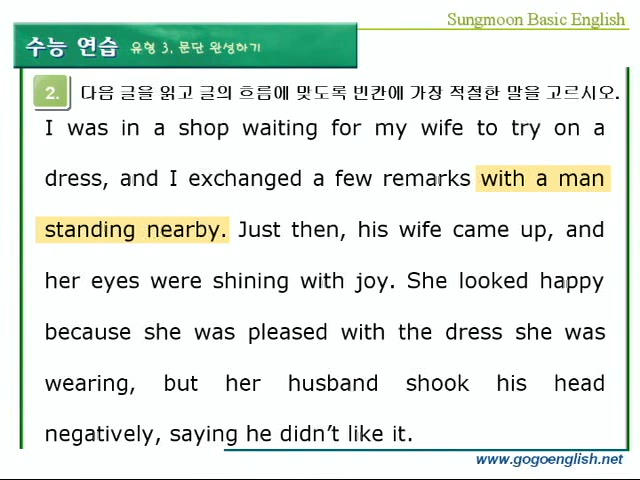 Sungmoon Basic English
수능 연습 유형 3. 문단 완성하기
2. 다음 글을 읽고 글의 흐름에 맞도록 빈칸에 가장 적절한 말을 고르시오.
I was in a shop waiting for my wife to try on a
dress, and I exchanged a few remarks with a man
standing nearby. Just then, his wife came up, and
her eyes were shining with joy. She looked happy
because she was pleased with the dress she was
wearing, but her husband shook his head
negatively, saying he didn’t like it.
www.gogoenglish.net